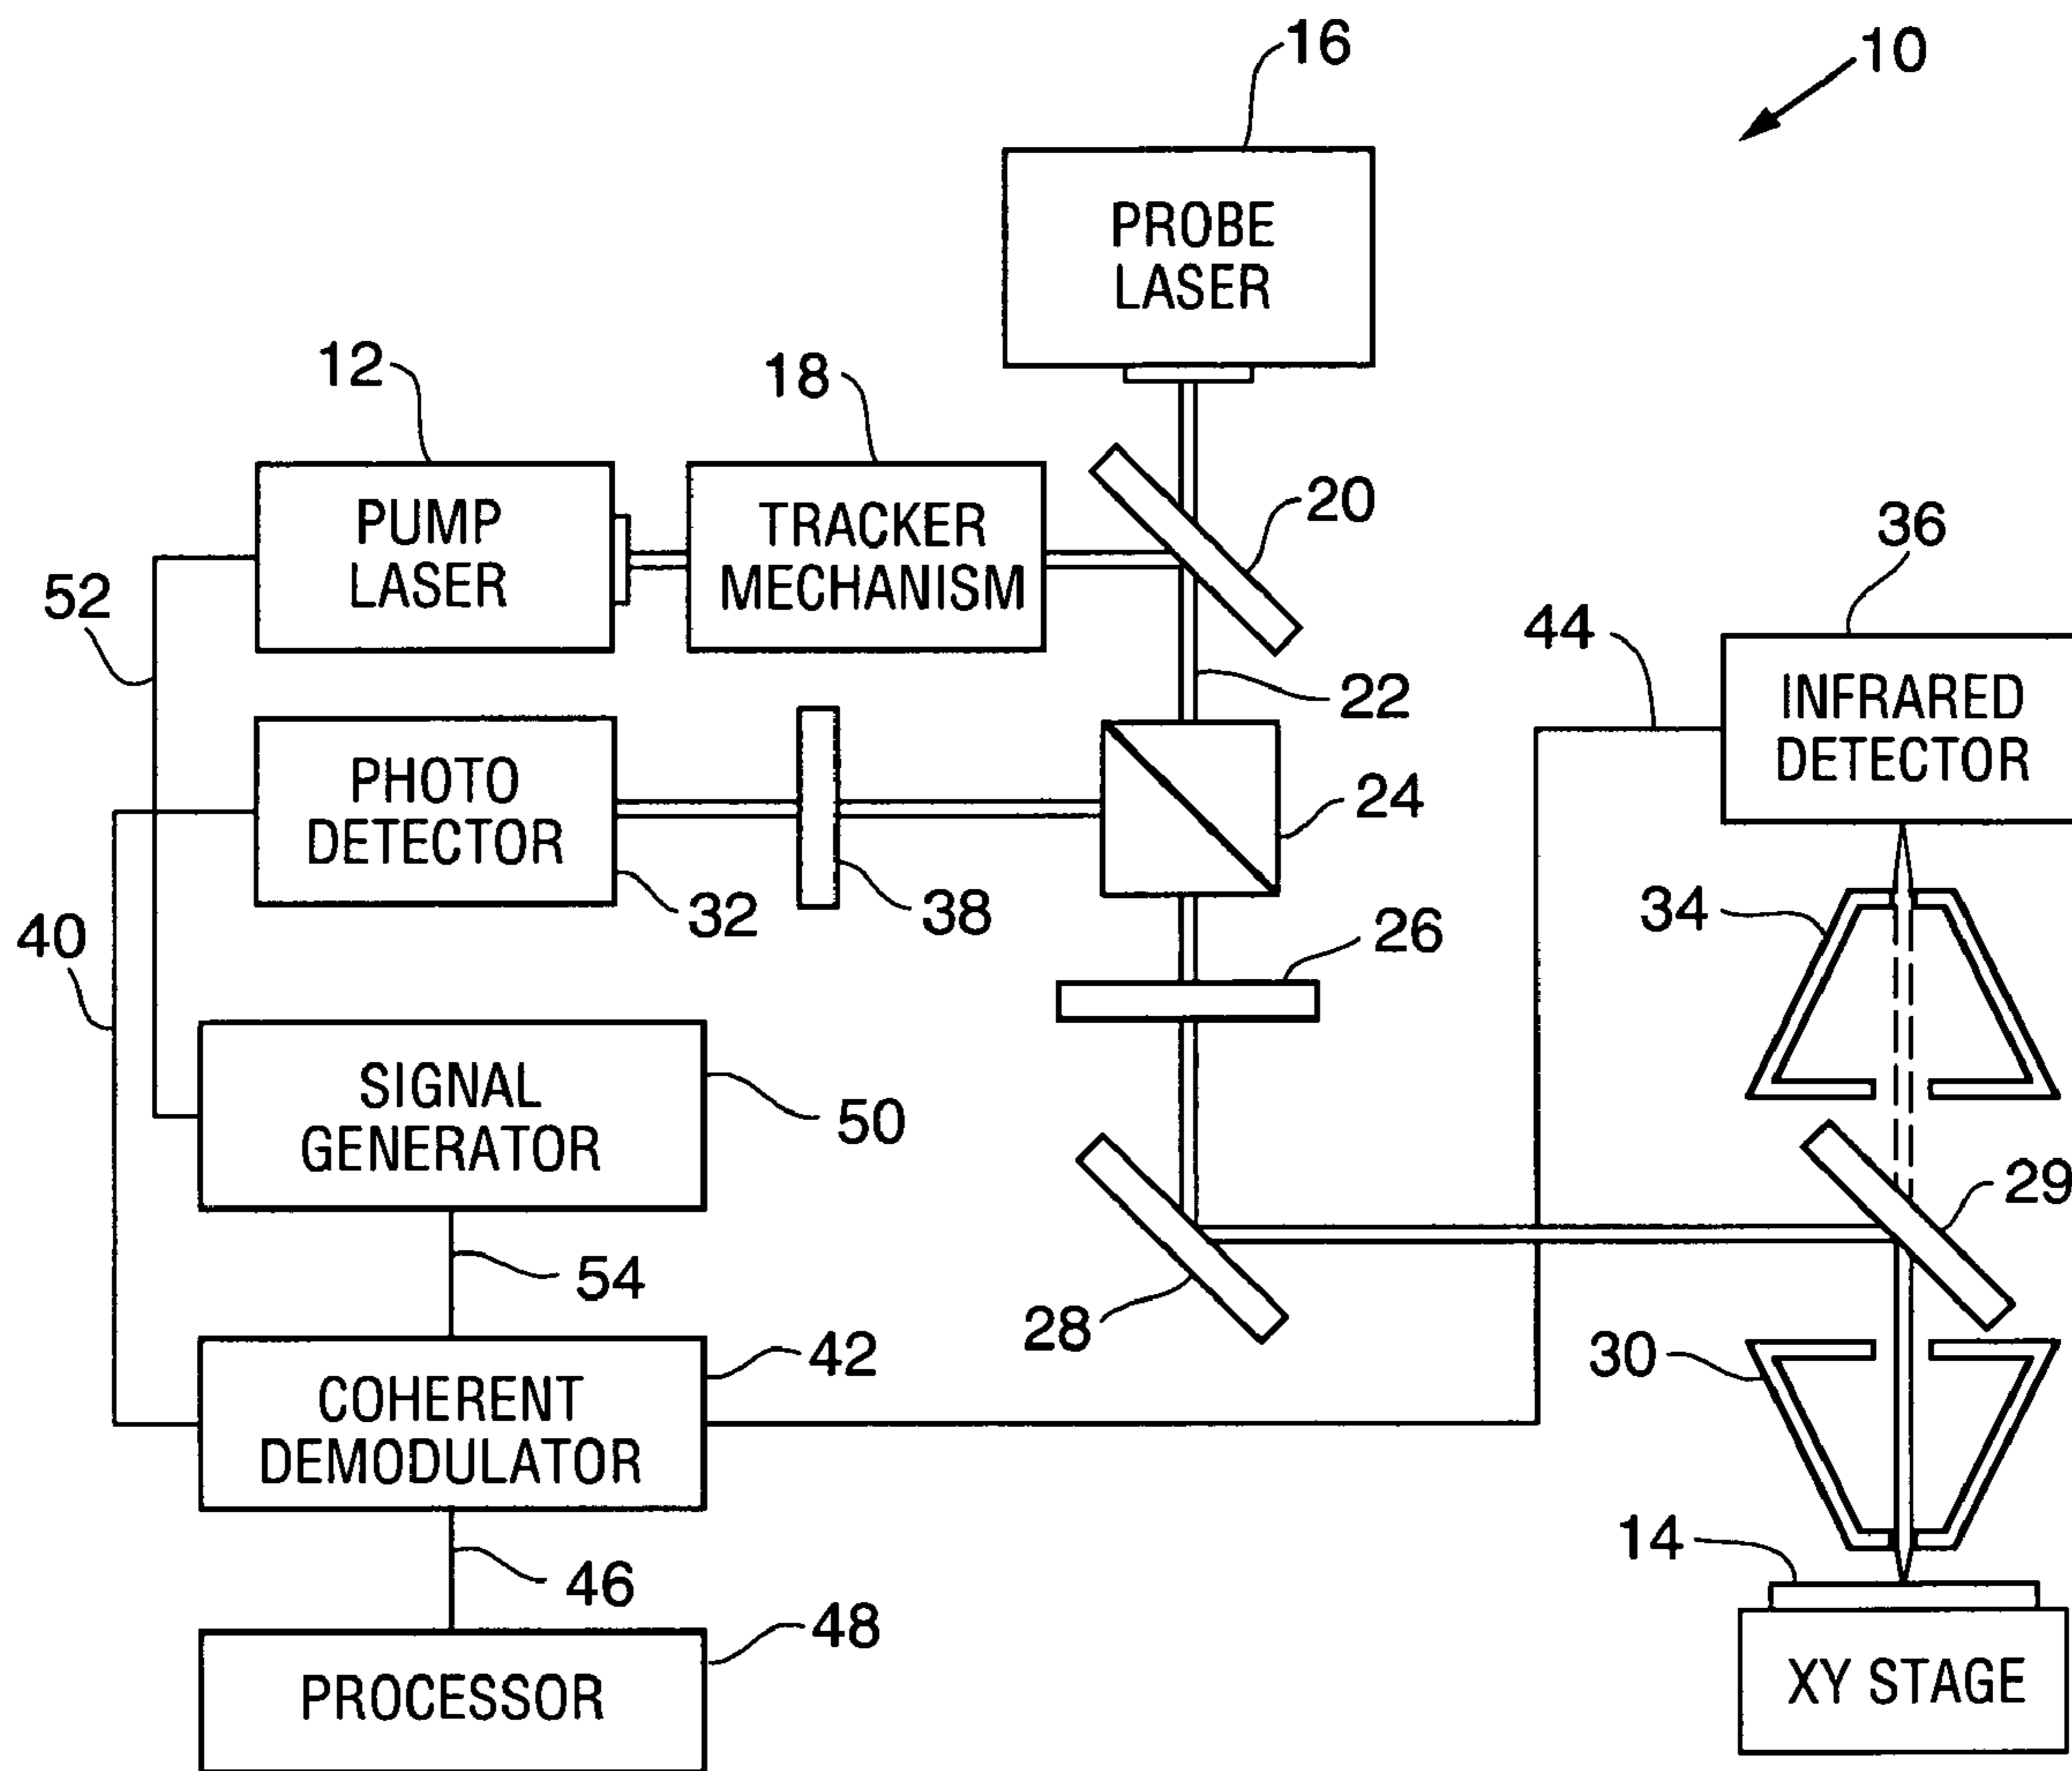 16
10
PROBE
LASER
12
18
PUMP
LASER
TRACKER
MECHANISM
20
36
52
44
22
INFRARED
DETECTOR
PHOTO
DETECTOR
24
32
38
34
40
26
SIGNAL
GENERATOR
50
29
54
28
42
30
COHERENT
DEMODULATOR
14
46
48
PROCESSOR
XY STAGE